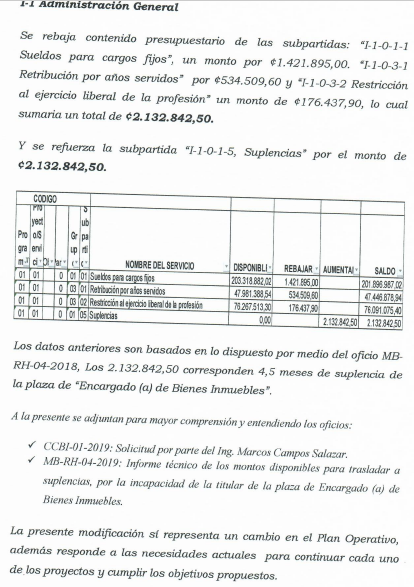 I-1 Administración General
Se rebaja contenido presupuestario de las subpartidas: “I-1-0-1-1
Sueldos para cargos fijos”, un monto por ¢1.421.895,00. “I-1-0-3-1
Retribución por años servidos” por ¢534.509,60 y “I-1-0-3-2 Restricción
al ejercicio liberal de la profesión” un monto de ¢176.437,90, lo cual
sumaria un total de ¢2.132.842,50.
Y se refuerza la subpartida “I-1-0-1-5, Suplencias” por el monto de
¢2.132.842,50.
CODIGO
Pro gra m Pro yect o/S ervi ci Gr up S ub pa rti NOMBRE DEL SERVICIO DISPONIBLI REBAJAR AUMENTAI SALDO
01 01 0 01 01 Sueldos para cargos fijos 203.318.882,02 1.421.895,00 201.896.987,02
01 01 0 03 01 Retribución por años servidos 47.981.388,54 534.509,60 47.446.878,94
01 01 0 03 02 Restricción al ejercicio liberal de la profesión 76.267.513,30 176.437,90 76.091.075,40
01 01 0 01 05 Suplencias 0,00 2.132.842,50 2.132.842,50
Los datos anteriores son basados en lo dispuesto por medio del oficio MB-
RH-04-2018, Los 2.132.842,50 corresponden 4,5 meses de suplencia de
la plaza de “Encargado (a) de Bienes Inmuebles”.
A la presente se adjuntan para mayor comprensión y entendiendo los oficios:
✓ CCBI-01-2019: Solicitud por parte del Ing. Marcos Campos Salazar.
✓ MB-RH-04-2019: Informe técnico de los montos disponibles para trasladar a
suplencias, por la incapacidad de la titular de la plaza de Encargado (a) de
Bienes Inmuebles.
La presente modificación sí representa un cambio en el Plan Operativo,
además responde a las necesidades actuales para continuar cada uno
de los proyectos y cumplir los objetivos propuestos.